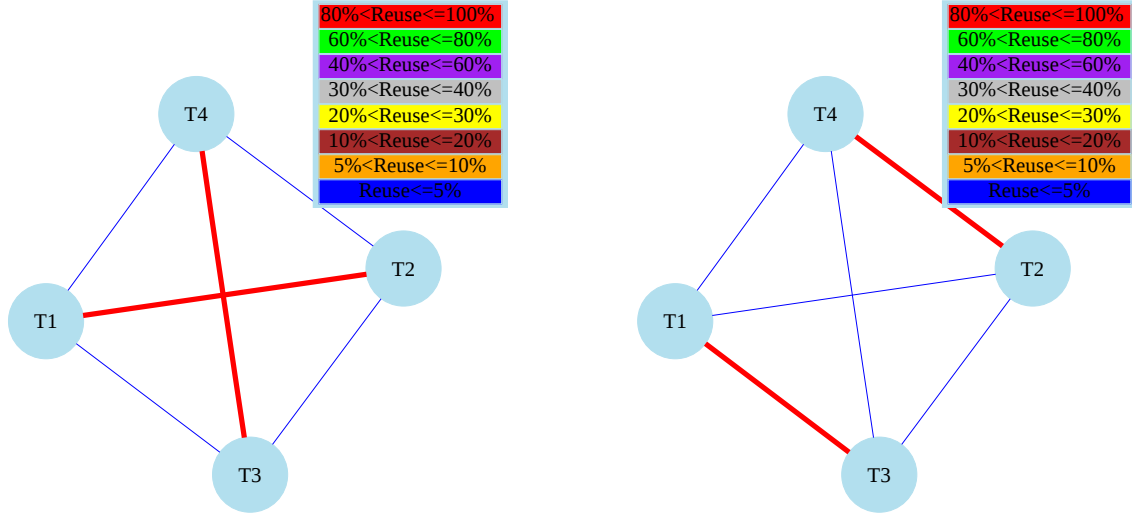 80%<Reuse<=100%
60%<Reuse<=80%
40%<Reuse<=60%
30%<Reuse<=40%
20%<Reuse<=30%
10%<Reuse<=20%
5%<Reuse<=10%
Reuse<=5%
T4
T2
T1
T3
80%<Reuse<=100%
60%<Reuse<=80%
40%<Reuse<=60%
30%<Reuse<=40%
20%<Reuse<=30%
10%<Reuse<=20%
5%<Reuse<=10%
Reuse<=5%
T4
T2
T1
T3